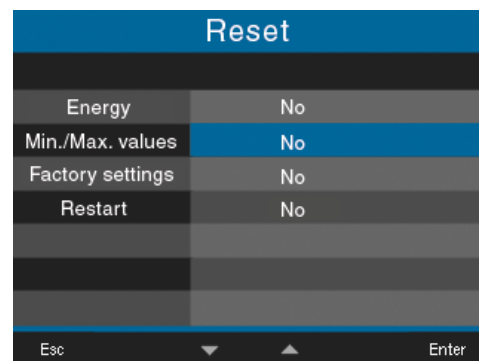 Reset
Energy No
Min./Max. values No
Factory settings No
Restart No
Esc Enter